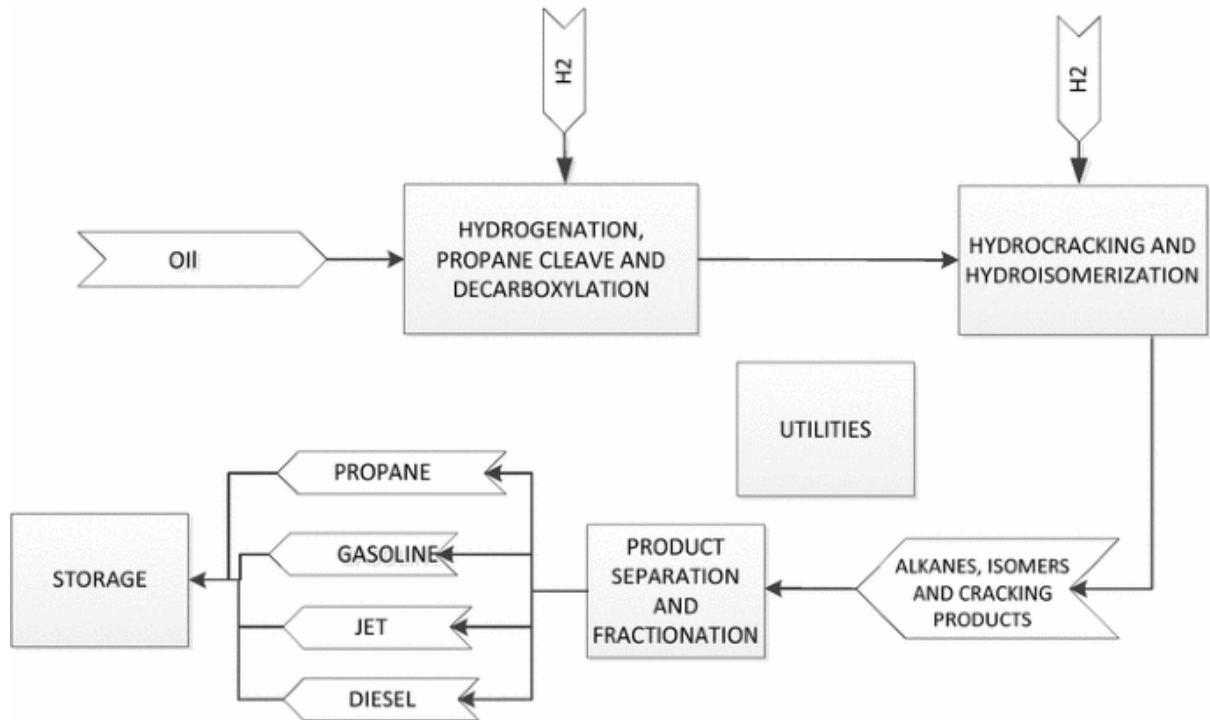 H2
H2
OIl
HYDROGENATION,
PROPANE CLEAVE AND
DECARBOXYLATION
HYDROCRACKING AND
HYDROISOMERIZATION
UTILITIES
PROPANE
GASOLINE
JET
DIESEL
STORAGE
PRODUCT
SEPARATION
AND
FRACTIONATION
ALKANES, ISOMERS
AND CRACKING
PRODUCTS